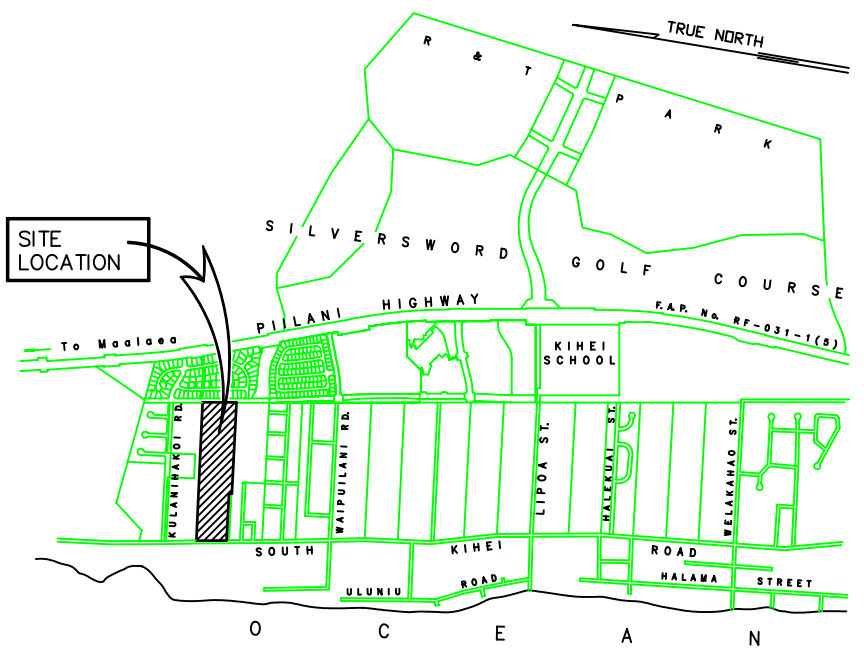 TRUE NORTH
R & T PARK
SITE
LOCATION
SILVERSWORD GOLF COURSE
PIILANI HIGHWAY
F.A.P. No. RF-031-1(5)
To Maalaea
KIHEI
SCHOOL
KULANIHAKOI RD.
WAIPUILANI RD.
LIPOA ST.
HALEKUAI ST.
WELAKAHAO ST.
SOUTH KIHEI ROAD
ULUNIU ROAD
HALAMA STREET
OCEAN